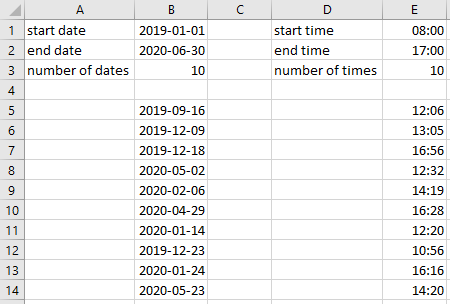 A B C D E
1 start date 2019-01-01 start time 08:00
2 end date 2020-06-30 end time 17:00
3 number of dates 10 number of times 10
4
5 2019-09-16 12:06
6 2019-12-09 13:05
7 2019-12-18 16:56
8 2020-05-02 12:32
9 2020-02-06 14:19
10 2020-04-29 16:28
11 2020-01-14 12:20
12 2019-12-23 10:56
13 2020-01-24 16:16
14 2020-05-23 14:20